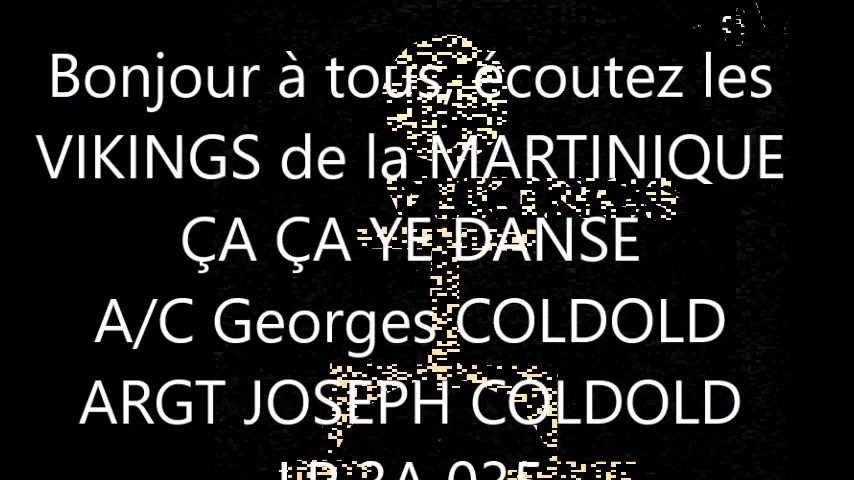 Bonjour à tous, écoutez les
VIKINGS de la MARTINIQUE
ÇA ÇA YE DANSE
A/C Georges COLDOLD
ARGT JOSEPH COLDOLD